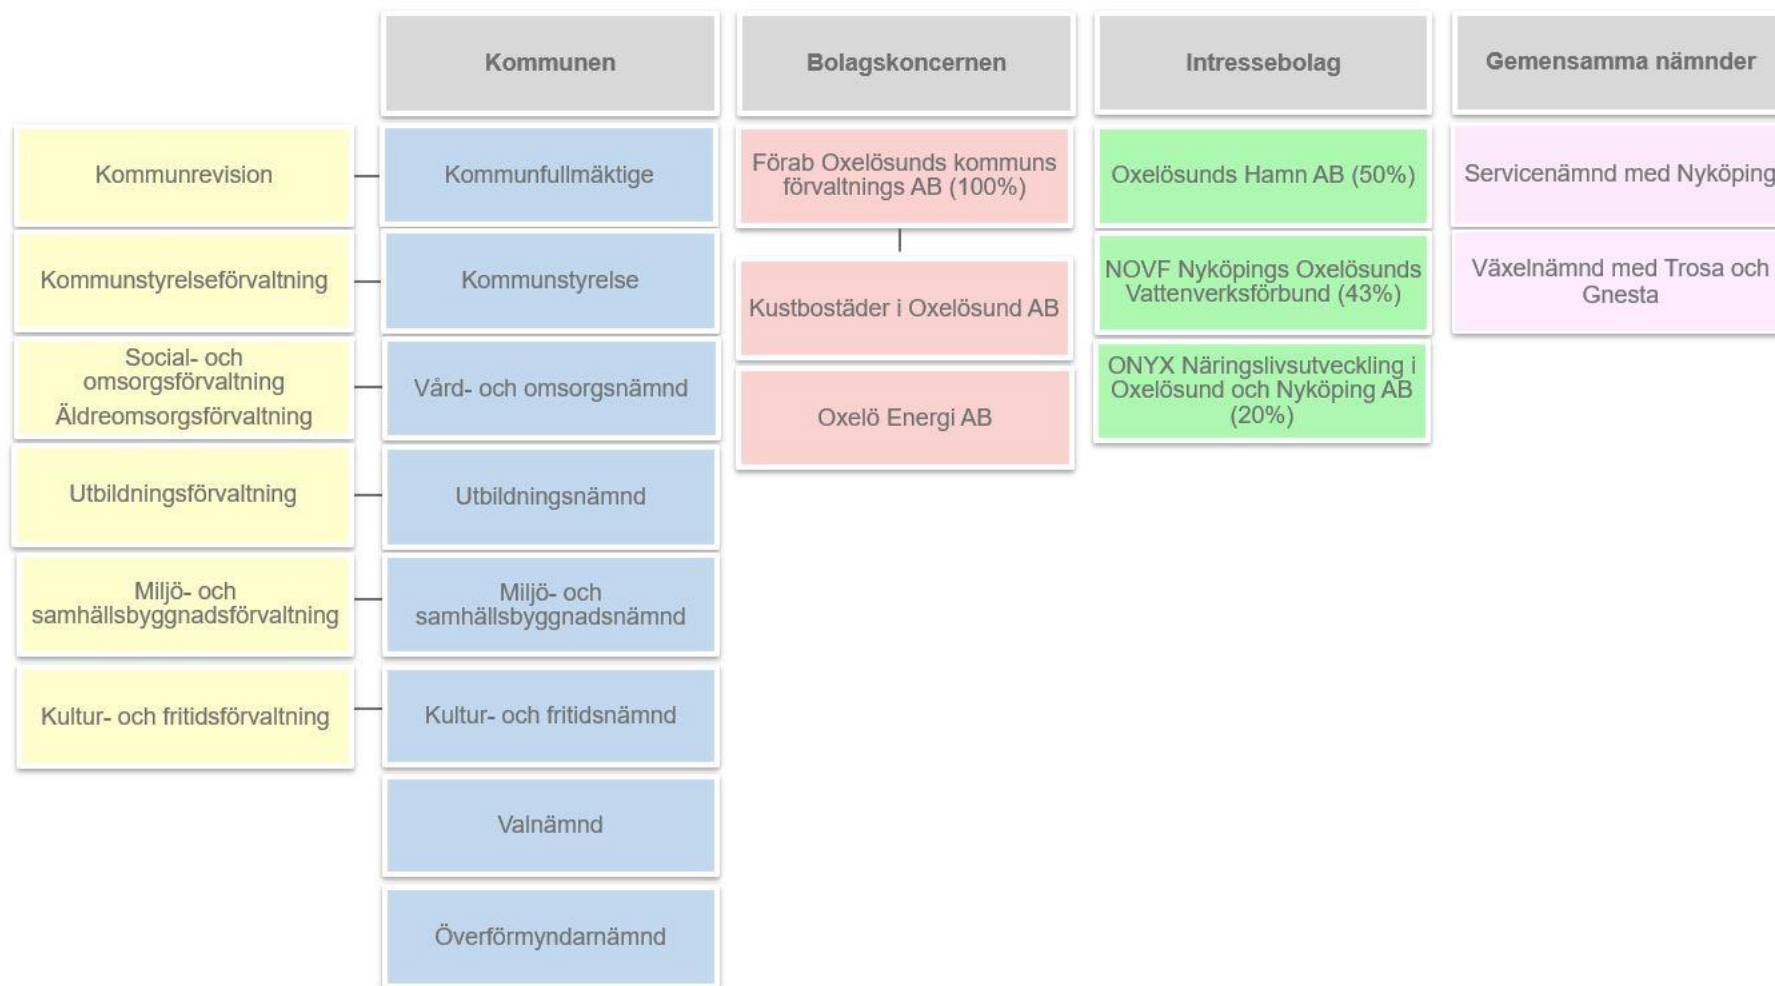 Kommunen
Bolagskoncernen
Intressebolag
Gemensamma nämnder
Kommunrevision
Kommunfullmäktige
Förab Oxelösunds kommuns
förvaltnings AB (100%)
Oxelösunds Hamn AB (50%)
Servicenämnd med Nyköping
Kommunstyrelseförvaltning
Kommunstyrelse
Kustbostäder i Oxelösund AB
NOVF Nyköpings Oxelösunds
Vattenverksförbund (43%)
Växelnämnd med Trosa och
Gnesta
Social- och
omsorgsförvaltning
Äldreomsorgsförvaltning
Vård- och omsorgsnämnd
Oxelö Energi AB
ONYX Näringslivsutveckling i
Oxelösund och Nyköping AB
(20%)
Utbildningsförvaltning
Utbildningsnämnd
Miljö- och
samhällsbyggnadsförvaltning
Miljö- och
samhällsbyggnadsnämnd
Kultur- och fritidsförvaltning
Kultur- och fritidsnämnd
Valnämnd
Överförmyndarnämnd